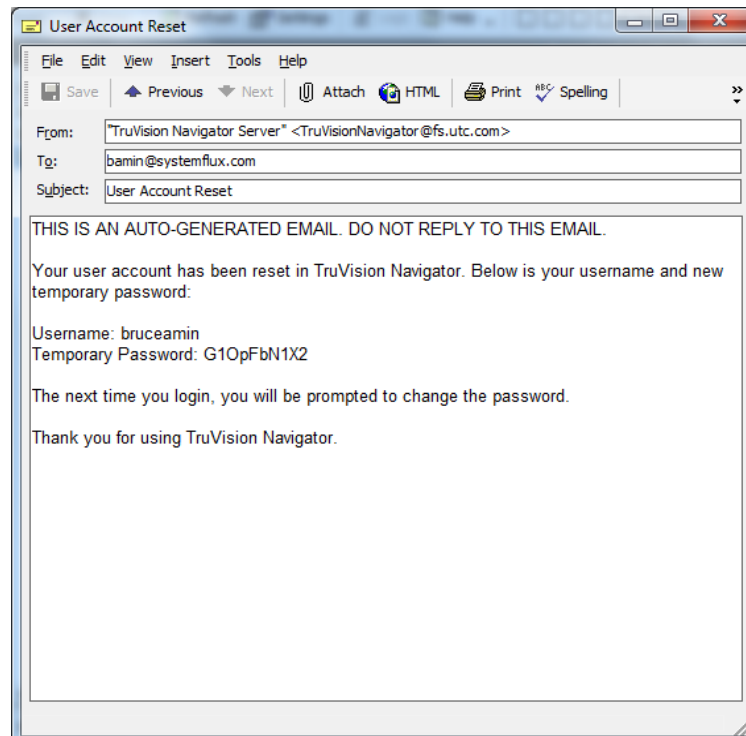 User Account Reset
File Edit View Insert Tools Help
Save Previous Next Attach HTML Print ABC Spelling »
From: "TruVision Navigator Server" <TruVisionNavigator@fs.utc.com>
To: bamin@systemflux.com
Subject: User Account Reset
THIS IS AN AUTO-GENERATED EMAIL. DO NOT REPLY TO THIS EMAIL.
Your user account has been reset in TruVision Navigator. Below is your username and new
temporary password:
Username: bruceamin
Temporary Password: G1OpFbN1X2
The next time you login, you will be prompted to change the password.
Thank you for using TruVision Navigator.